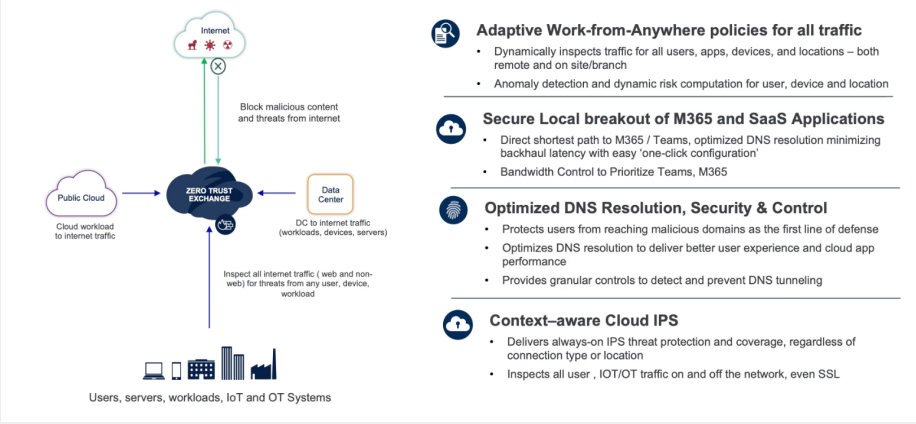 Internet
Block malicious content
and threats from internet
Public Cloud
ZERO TRUST
EXCHANGE
Data
Center
Cloud workload
to internet traffic
DC to internet traffic
(workloads, devices, servers)
Inspect all internet traffic ( web and non-
web) for threats from any user, device,
workload
Users, servers, workloads, IoT and OT Systems
Adaptive Work-from-Anywhere policies for all traffic
• Dynamically inspects traffic for all users, apps, devices, and locations – both
remote and on site/branch
• Anomaly detection and dynamic risk computation for user, device and location
Secure Local breakout of M365 and SaaS Applications
• Direct shortest path to M365 / Teams, optimized DNS resolution minimizing
backhaul latency with easy ‘one-click configuration’
• Bandwidth Control to Prioritize Teams, M365
Optimized DNS Resolution, Security & Control
• Protects users from reaching malicious domains as the first line of defense
• Optimizes DNS resolution to deliver better user experience and cloud app
performance
• Provides granular controls to detect and prevent DNS tunneling
Context–aware Cloud IPS
• Delivers always-on IPS threat protection and coverage, regardless of
connection type or location
• Inspects all user , IOT/OT traffic on and off the network, even SSL